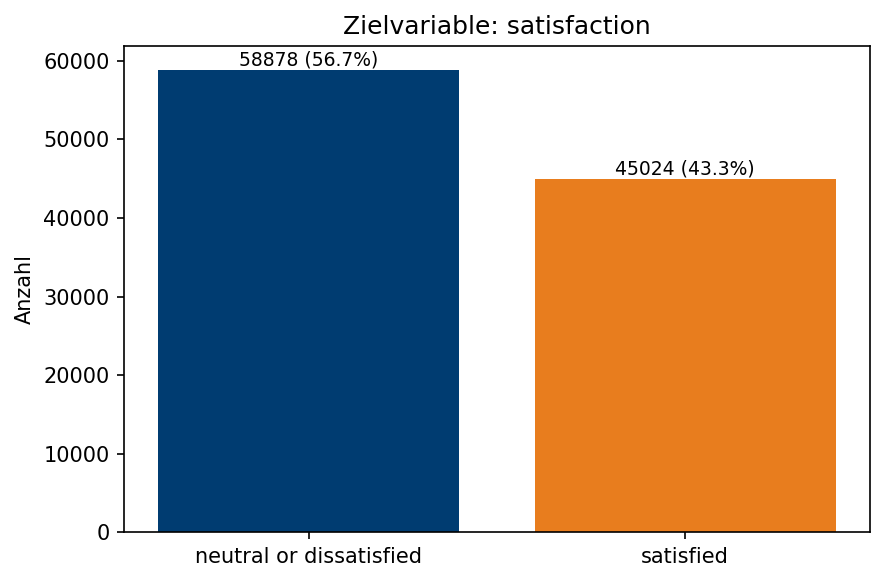 Zielvariable: satisfaction
58878 (56.7%)
45024 (43.3%)
Anzahl
60000
50000
40000
30000
20000
10000
0
neutral or dissatisfied
satisfied